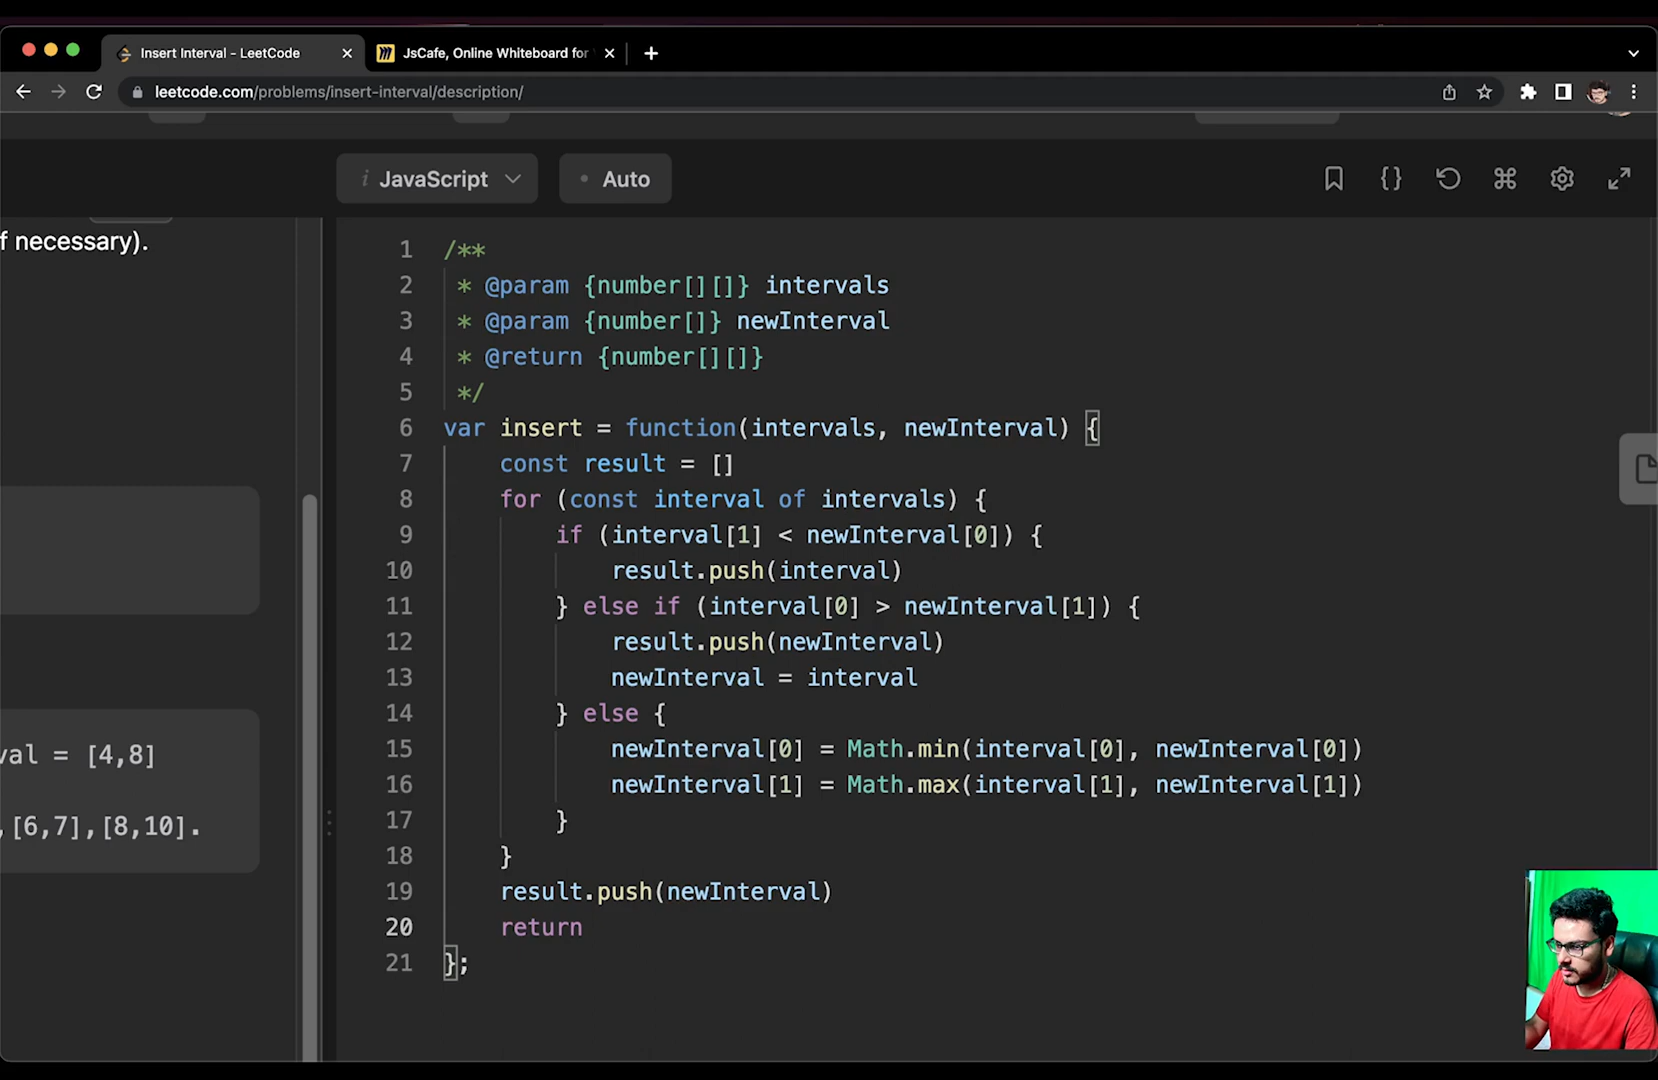 Insert Interval - LeetCode
JsCafe, Online Whiteboard for
leetcode.com/problems/insert-interval/description/
i JavaScript
• Auto
f necessary).
val = [4,8]
,[6,7],[8,10].
1 /**
2 * @param {number[][]} intervals
3 * @param {number[]} newInterval
4 * @return {number[][]}
5 */
6 var insert = function(intervals, newInterval) {
7 const result = []
8 for (const interval of intervals) {
9 if (interval[1] < newInterval[0]) {
10 result.push(interval)
11 } else if (interval[0] > newInterval[1]) {
12 result.push(newInterval)
13 newInterval = interval
14 } else {
15 newInterval[0] = Math.min(interval[0], newInterval[0])
16 newInterval[1] = Math.max(interval[1], newInterval[1])
17 }
18 }
19 result.push(newInterval)
20 return
21 };